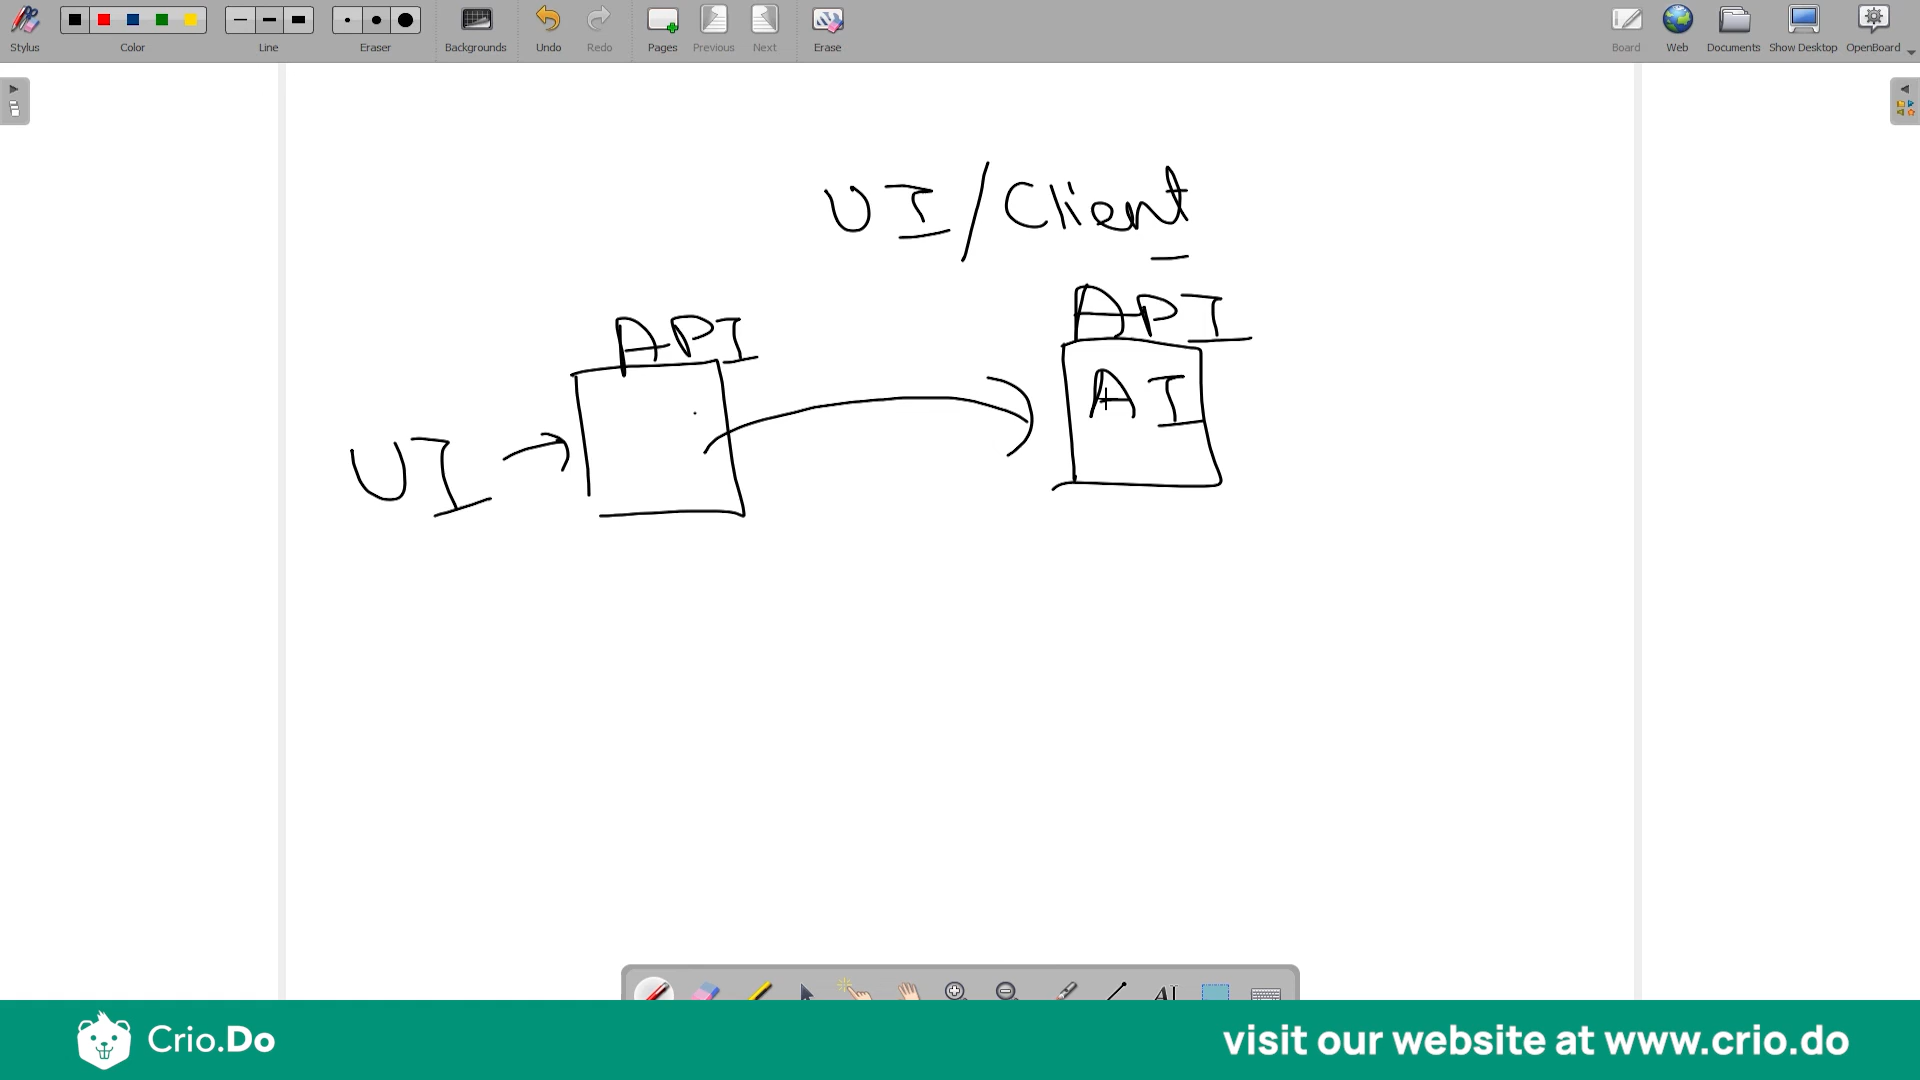 Stylus Color Line Eraser Backgrounds Undo Redo Pages Previous Next Erase Board Web Documents Show Desktop OpenBoard
UI/Client
API
API
AI
UI
Crio.Do
visit our website at www.crio.do